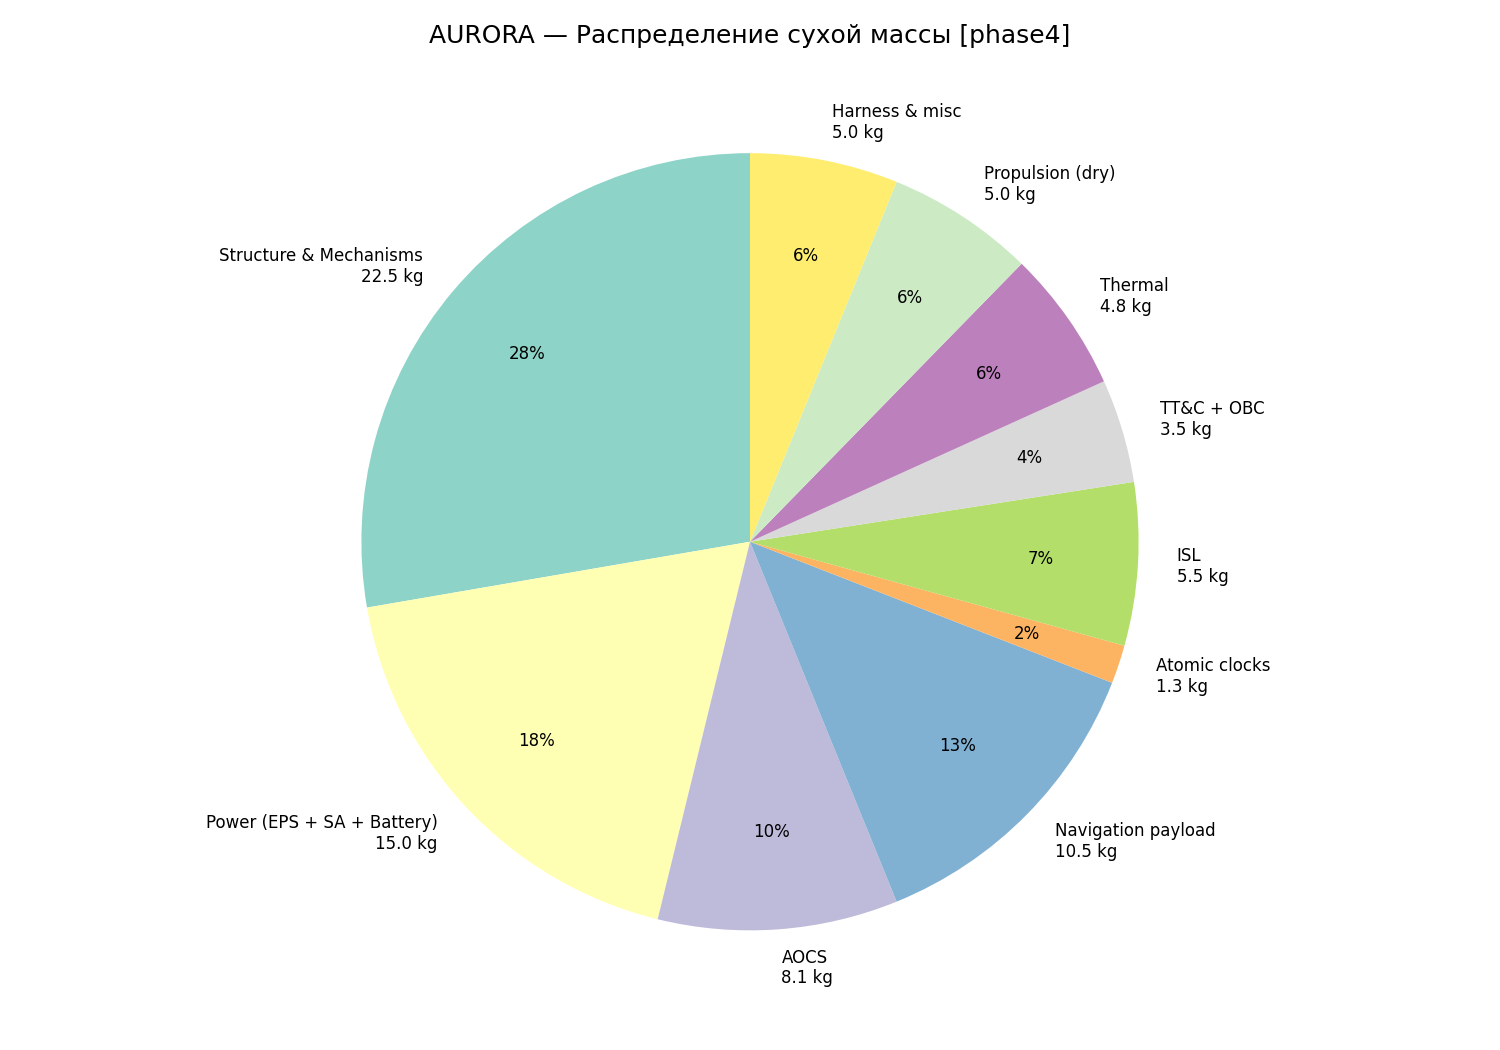 AURORA — Распределение сухой массы [phase4]
Harness & misc
5.0 kg
Propulsion (dry)
5.0 kg
Thermal
4.8 kg
TT&C + OBC
3.5 kg
ISL
5.5 kg
Atomic clocks
1.3 kg
Navigation payload
10.5 kg
AOCS
8.1 kg
Power (EPS + SA + Battery)
15.0 kg
Structure & Mechanisms
22.5 kg
6%
6%
6%
4%
7%
2%
13%
10%
18%
28%